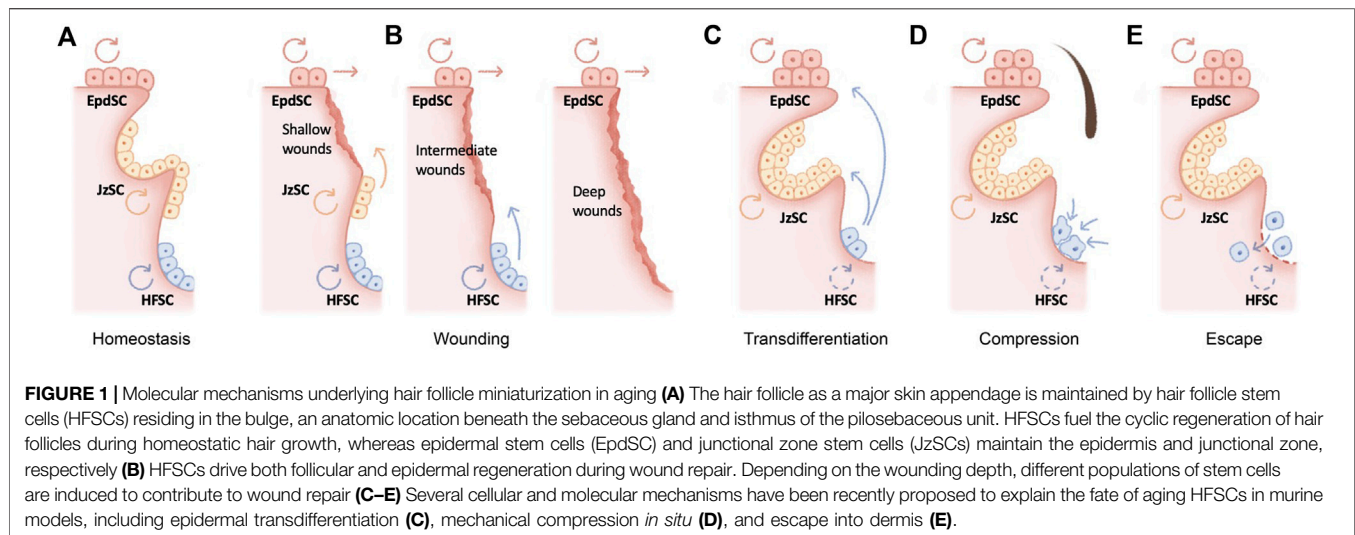 A
B
C
D
E
EpdSC
JzSC
HFSC
Homeostasis
EpdSC
Shallow
wounds
JzSC
HFSC
EpdSC
Intermediate
wounds
HFSC
EpdSC
Deep
wounds
Wounding
EpdSC
JzSC
HFSC
Transdifferentiation
EpdSC
JzSC
HFSC
Compression
EpdSC
JzSC
HFSC
Escape
FIGURE 1 | Molecular mechanisms underlying hair follicle miniaturization in aging (A) The hair follicle as a major skin appendage is maintained by hair follicle stem
cells (HFSCs) residing in the bulge, an anatomic location beneath the sebaceous gland and isthmus of the pilosebaceous unit. HFSCs fuel the cyclic regeneration of hair
follicles during homeostatic hair growth, whereas epidermal stem cells (EpdSC) and junctional zone stem cells (JzSCs) maintain the epidermis and junctional zone,
respectively (B) HFSCs drive both follicular and epidermal regeneration during wound repair. Depending on the wounding depth, different populations of stem cells
are induced to contribute to wound repair (C–E) Several cellular and molecular mechanisms have been recently proposed to explain the fate of aging HFSCs in murine
models, including epidermal transdifferentiation (C), mechanical compression in situ (D), and escape into dermis (E).